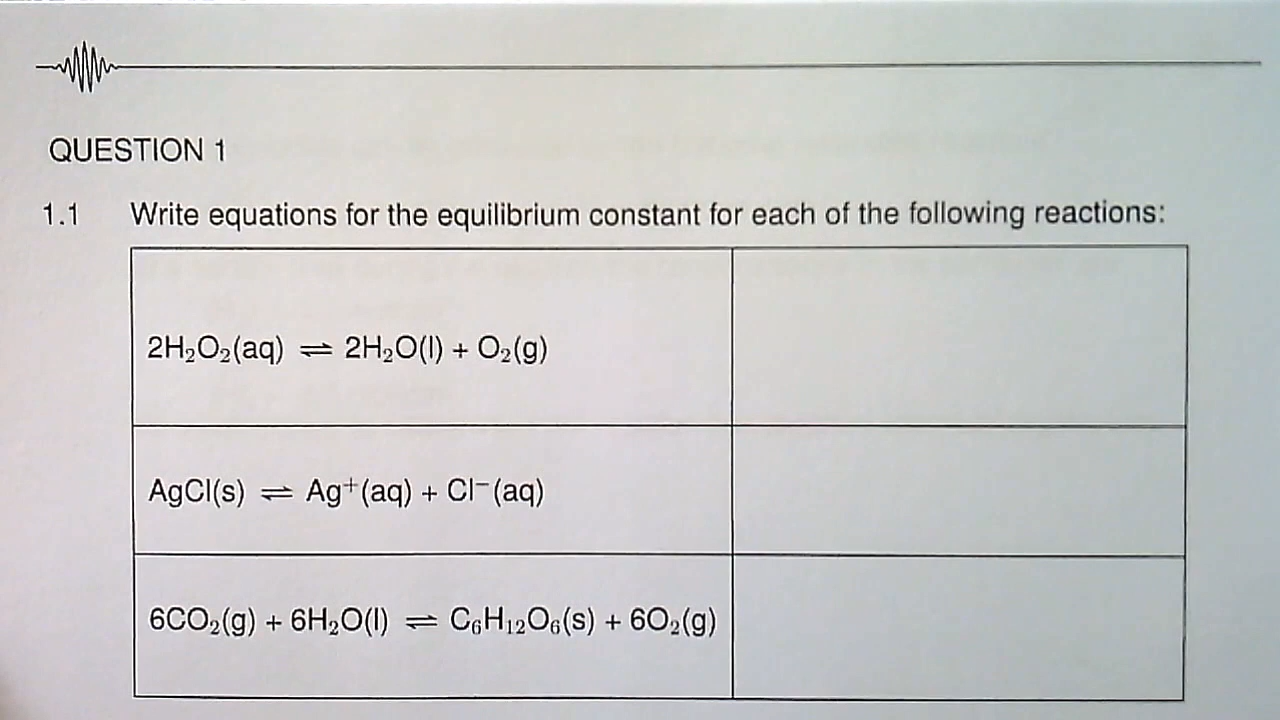 QUESTION 1
1.1 Write equations for the equilibrium constant for each of the following reactions:
2H₂O₂(aq) ⇌ 2H₂O(l) + O₂(g)
AgCl(s) ⇌ Ag⁺(aq) + Cl⁻(aq)
6CO₂(g) + 6H₂O(l) ⇌ C₆H₁₂O₆(s) + 6O₂(g)